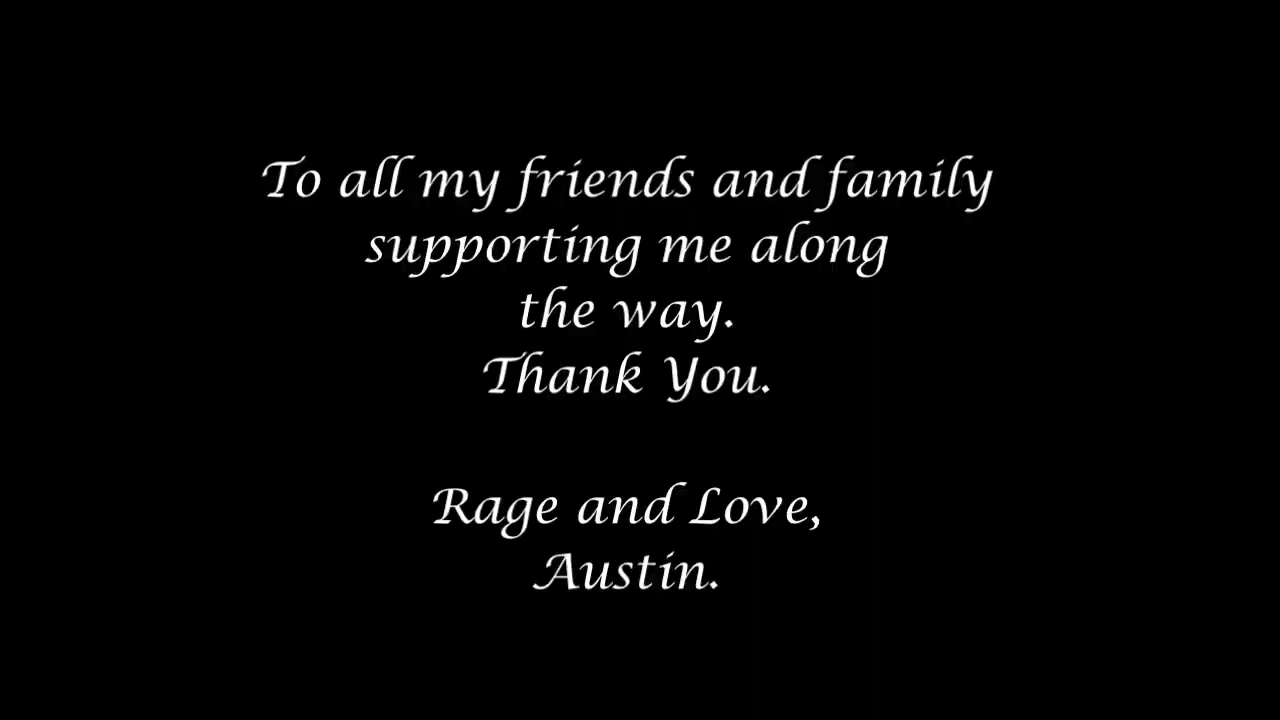 To all my friends and family
supporting me along
the way.
Thank You.
Rage and Love,
Austin.